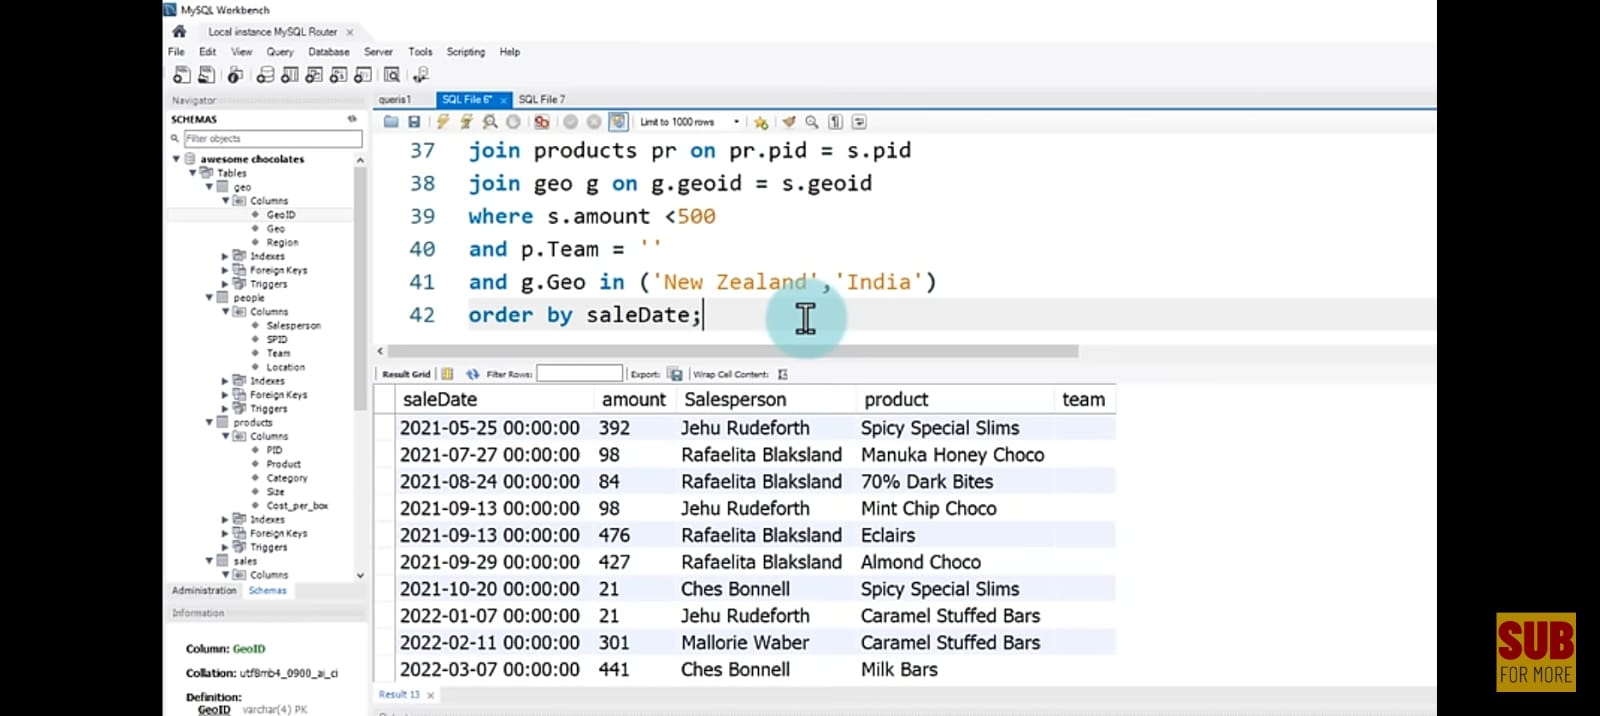 MySQL Workbench
Local instance MySQL Router ×
File Edit View Query Database Server Tools Scripting Help
Navigator
SCHEMAS
Filter objects
awesome chocolates
Tables
geo
Columns
GeoID
Geo
Region
Indexes
Foreign Keys
Triggers
people
Columns
Salesperson
SPID
Team
Location
Indexes
Foreign Keys
Triggers
products
Columns
PID
Product
Category
Size
Cost_per_box
Indexes
Foreign Keys
Triggers
sales
Columns
Administration Schemas
Information
Column: GeoID
Collation: utf8mb4_0900_ai_ci
Definition:
GeoID varchar(4) PK
queris1 SQL File 6* × SQL File 7
Limit to 1000 rows
37 join products pr on pr.pid = s.pid
38 join geo g on g.geoid = s.geoid
39 where s.amount <500
40 and p.Team = ''
41 and g.Geo in ('New Zealand','India')
42 order by saleDate;
Result Grid Filter Rows: Export: Wrap Cell Content:
saleDate amount Salesperson product team
2021-05-25 00:00:00 392 Jehu Rudeforth Spicy Special Slims
2021-07-27 00:00:00 98 Rafaelita Blaksland Manuka Honey Choco
2021-08-24 00:00:00 84 Rafaelita Blaksland 70% Dark Bites
2021-09-13 00:00:00 98 Jehu Rudeforth Mint Chip Choco
2021-09-13 00:00:00 476 Rafaelita Blaksland Eclairs
2021-09-29 00:00:00 427 Rafaelita Blaksland Almond Choco
2021-10-20 00:00:00 21 Ches Bonnell Spicy Special Slims
2022-01-07 00:00:00 21 Jehu Rudeforth Caramel Stuffed Bars
2022-02-11 00:00:00 301 Mallorie Waber Caramel Stuffed Bars
2022-03-07 00:00:00 441 Ches Bonnell Milk Bars
Result 13 ×
SUB
FOR MORE